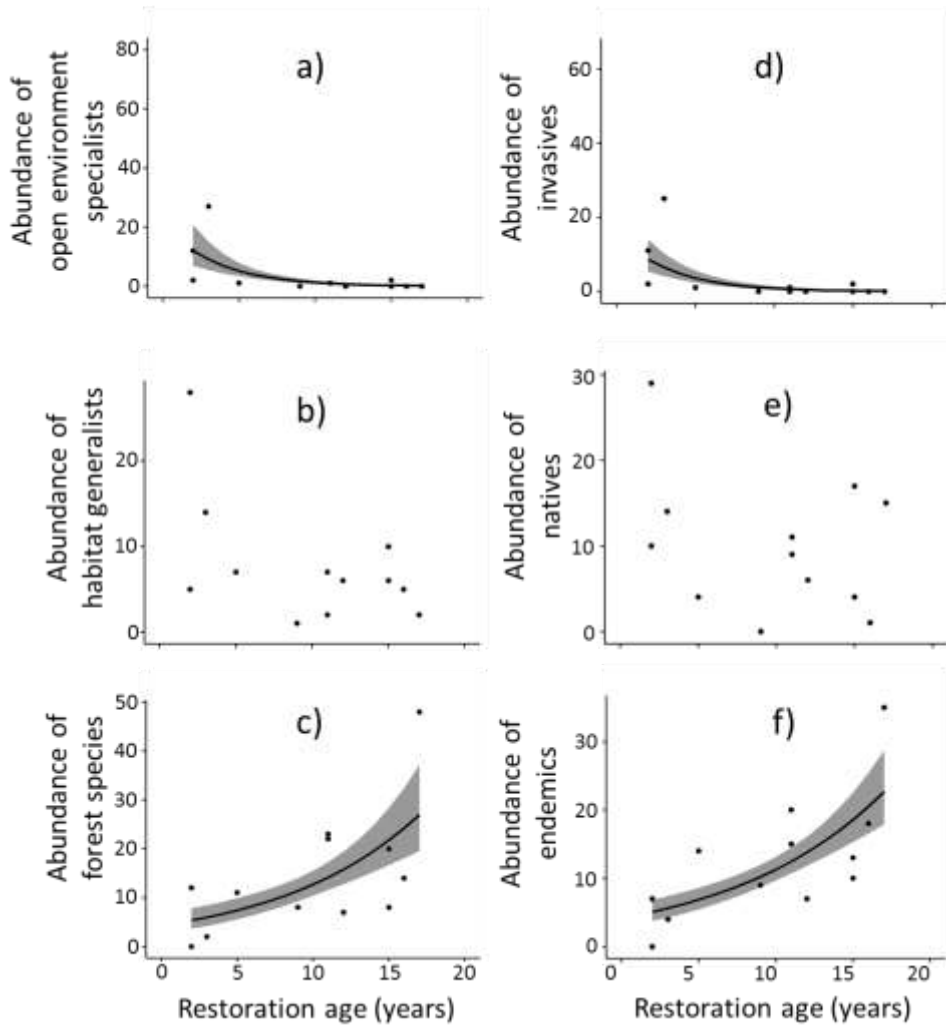 a)
Abundance of
open environment
specialists
80
60
40
20
0
d)
Abundance of
invasives
60
40
20
0
b)
Abundance of
habitat generalists
20
10
0
e)
Abundance of
natives
30
20
10
0
c)
Abundance of
forest species
50
40
30
20
10
0
0 5 10 15 20
Restoration age (years)
f)
Abundance of
endemics
30
20
10
0
0 5 10 15 20
Restoration age (years)